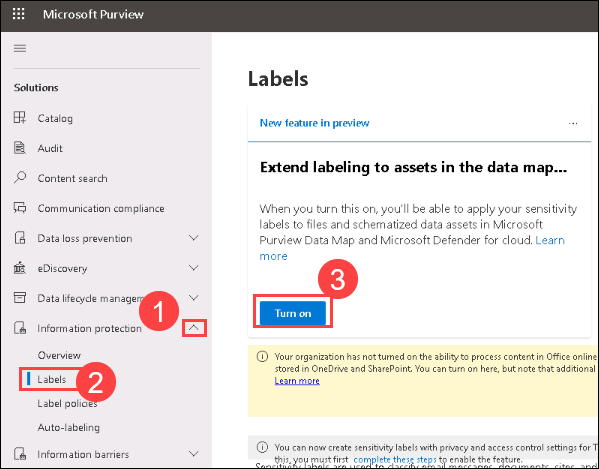 Microsoft Purview
Solutions
Catalog
Audit
Content search
Communication compliance
Data loss prevention
eDiscovery
Data lifecycle
1
Information protection
Overview
Labels
2
Label policies
Auto-labeling
Information barriers
Labels
New feature in preview
...
Extend labeling to assets in the data map...
When you turn this on, you'll be able to apply your sensitivity
labels to files and schematized data assets in Microsoft
Purview Data Map and Microsoft Defender for cloud. Learn
more
3
Turn on
Your organization has not turned on the ability to process content in Office online
stored in OneDrive and SharePoint. You can turn on here, but note that additional
Learn more
You can now create sensitivity labels with privacy and access control settings for T
this, you must first complete these steps to enable the feature.
Sensitivity labels are used to classify email messages, documents, sites, and